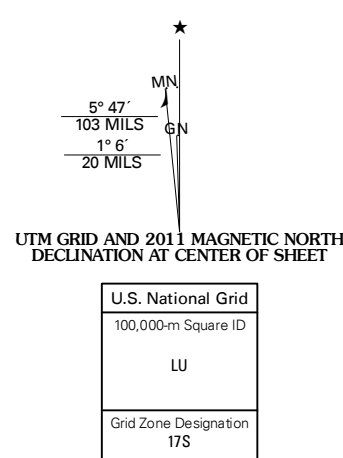 ★
MN
5° 47´
103 MILS
GN
1° 6´
20 MILS
UTM GRID AND 2011 MAGNETIC NORTH
DECLINATION AT CENTER OF SHEET
U.S. National Grid
100,000-m Square ID
LU
Grid Zone Designation
17S